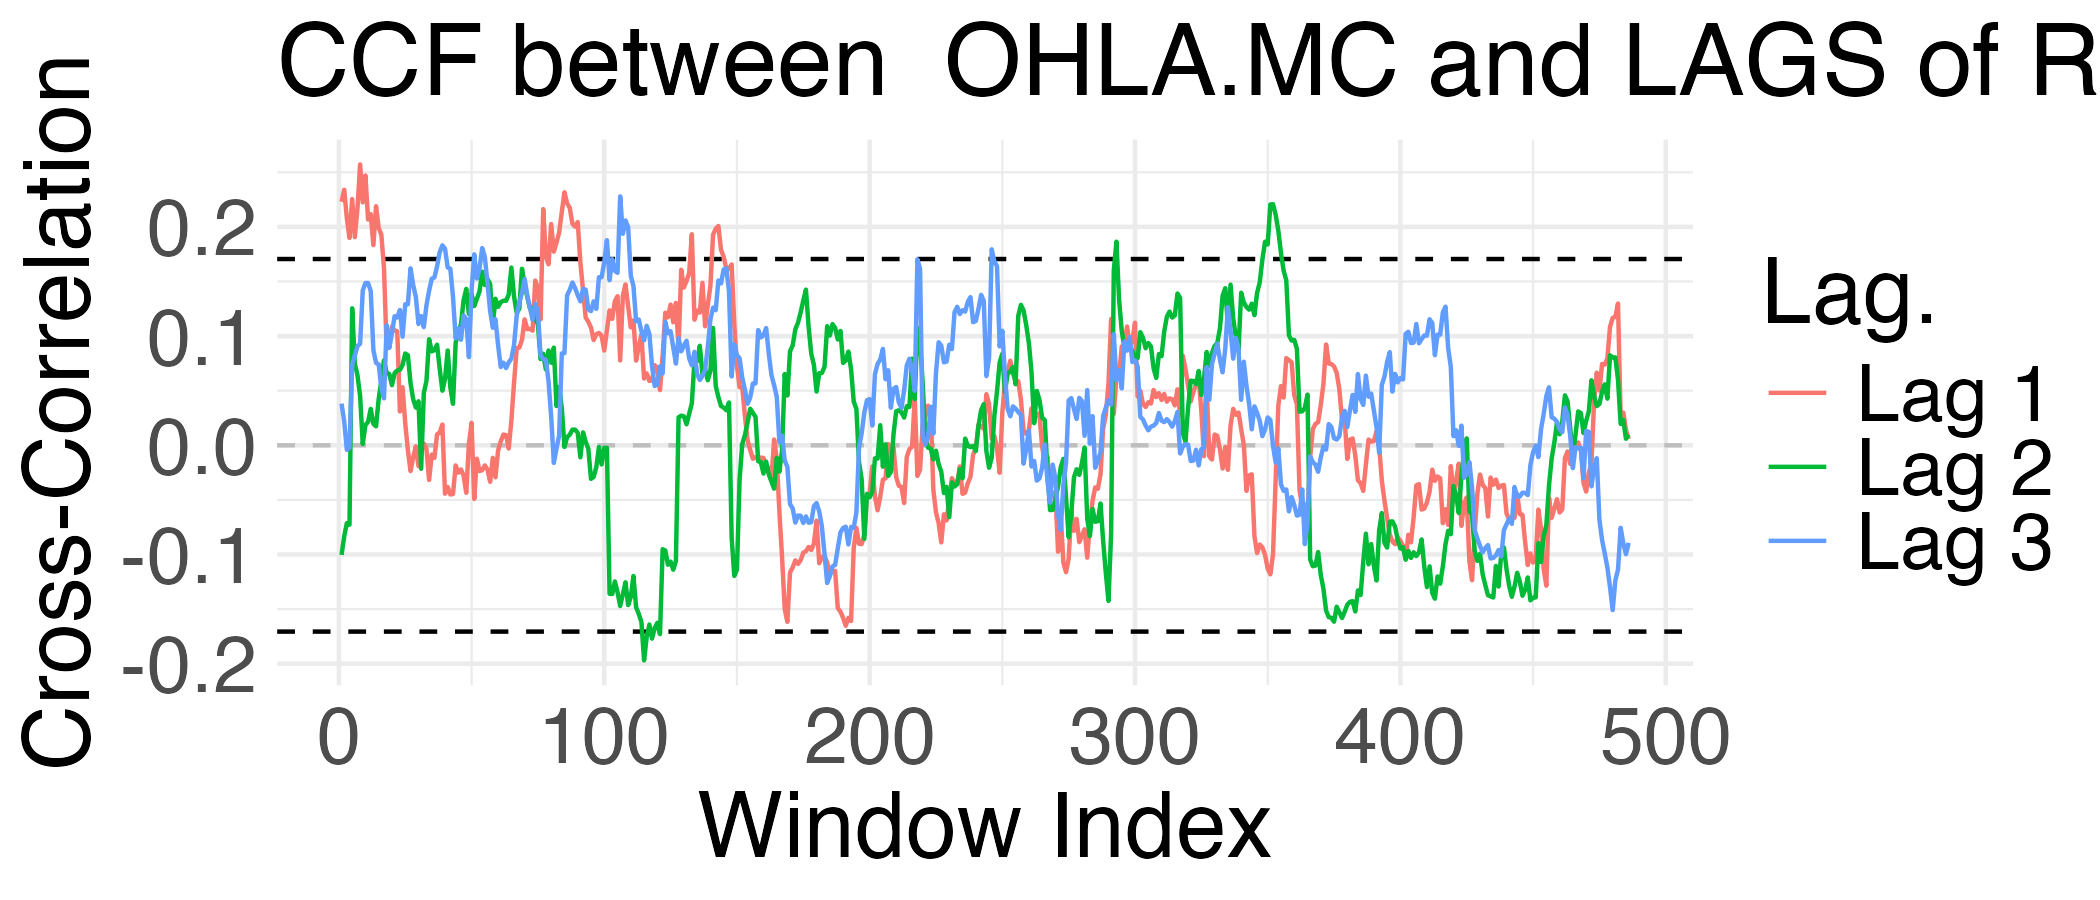 CCF between OHLA.MC and LAGS of R
Cross-Correlation
0.2
0.1
0.0
-0.1
-0.2
0
100
200
300
400
500
Window Index
Lag.
Lag 1
Lag 2
Lag 3